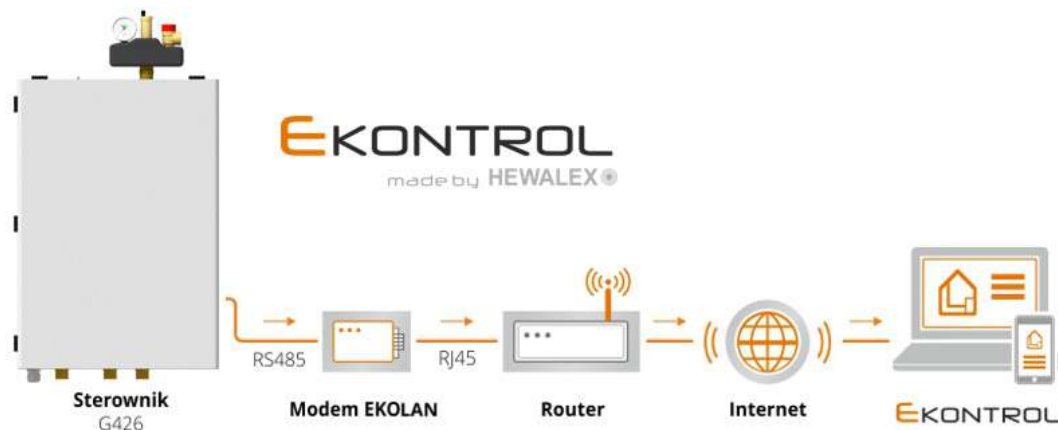 EKONTROL
made by HEWALEX
RS485
RJ45
Sterownik
G426
Modem EKOLAN
Router
Internet
EKONTROL